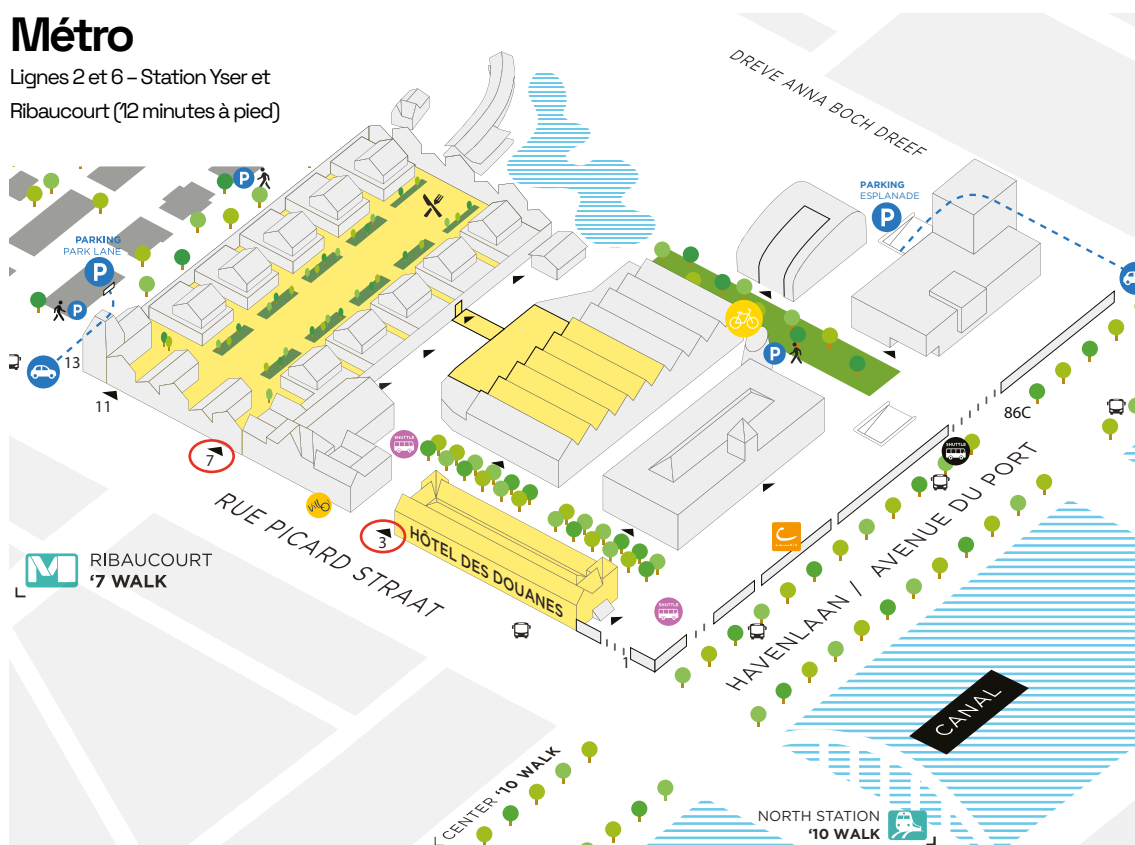 Métro
Lignes 2 et 6 – Station Yser et
Ribaucourt (12 minutes à pied)
DREVE ANNA BOCH DREEF
P
PARKING
ESPLANADE
P
PARKING
PARK LANE
P
P
13
11
7
SHUTTLE
86C
SHUTTLE
P
RUE PICARD STRAAT
3
HÔTEL DES DOUANES
M
RIBAUCOURT
‘7 WALK
SHUTTLE
1
HAVENLAAN / AVENUE DU PORT
CANAL
CENTER ‘10 WALK
NORTH STATION
‘10 WALK